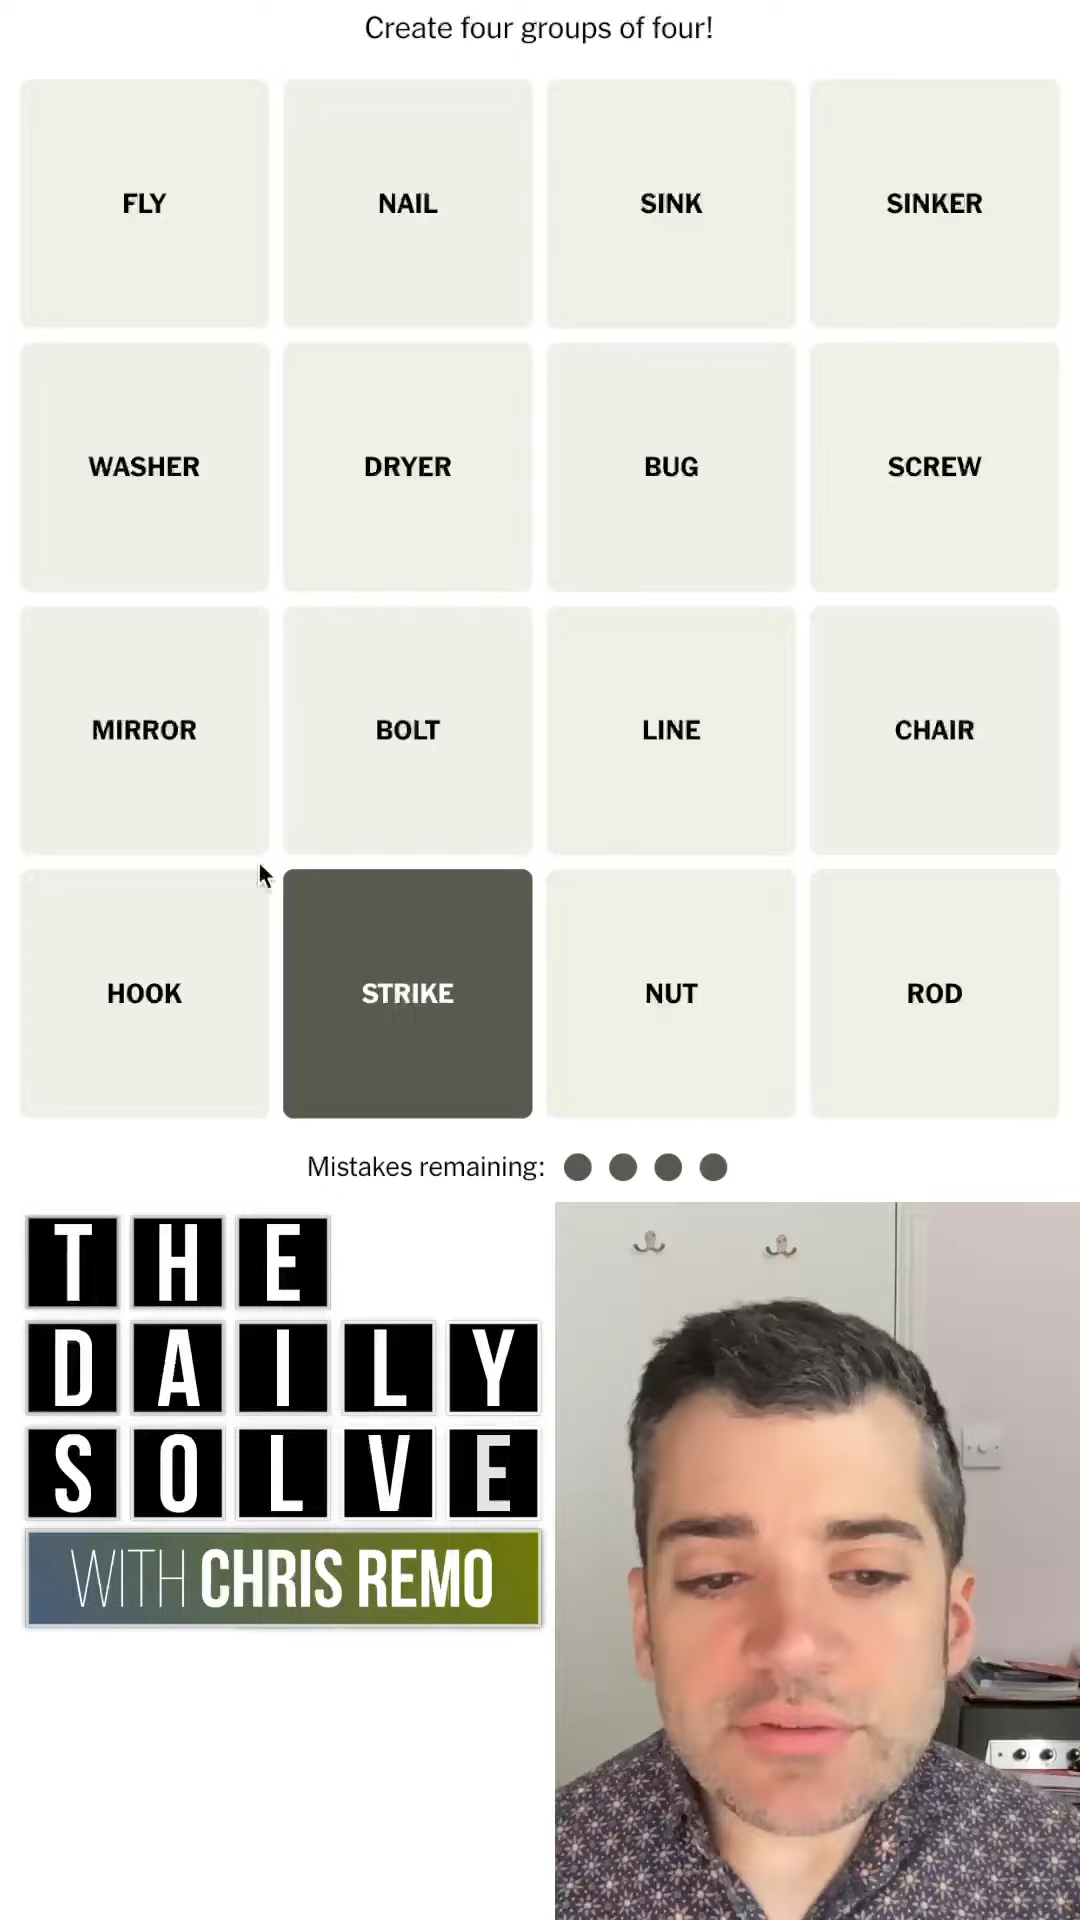 Create four groups of four!
FLY NAIL SINK SINKER
WASHER DRYER BUG SCREW
MIRROR BOLT LINE CHAIR
HOOK STRIKE NUT ROD
Mistakes remaining:
THE
DAILY
SOLVE
WITH CHRIS REMO